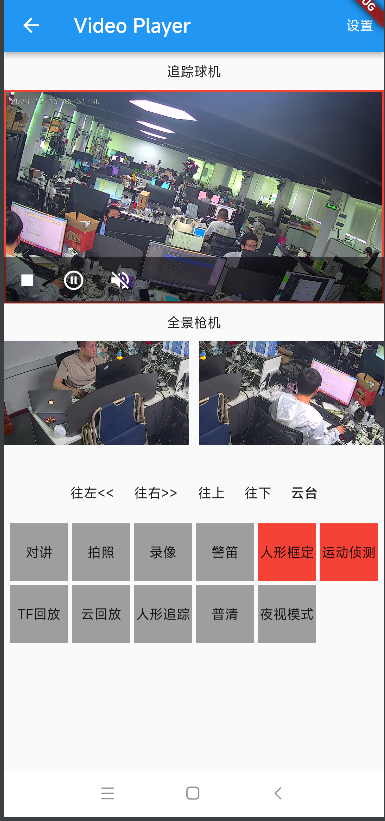 Video Player
设置
追踪球机
全景枪机
往左<< 往右>> 往上 往下 云台
对讲 拍照 录像 警笛 人形框定 运动侦测
TF回放 云回放 人形追踪 普清 夜视模式